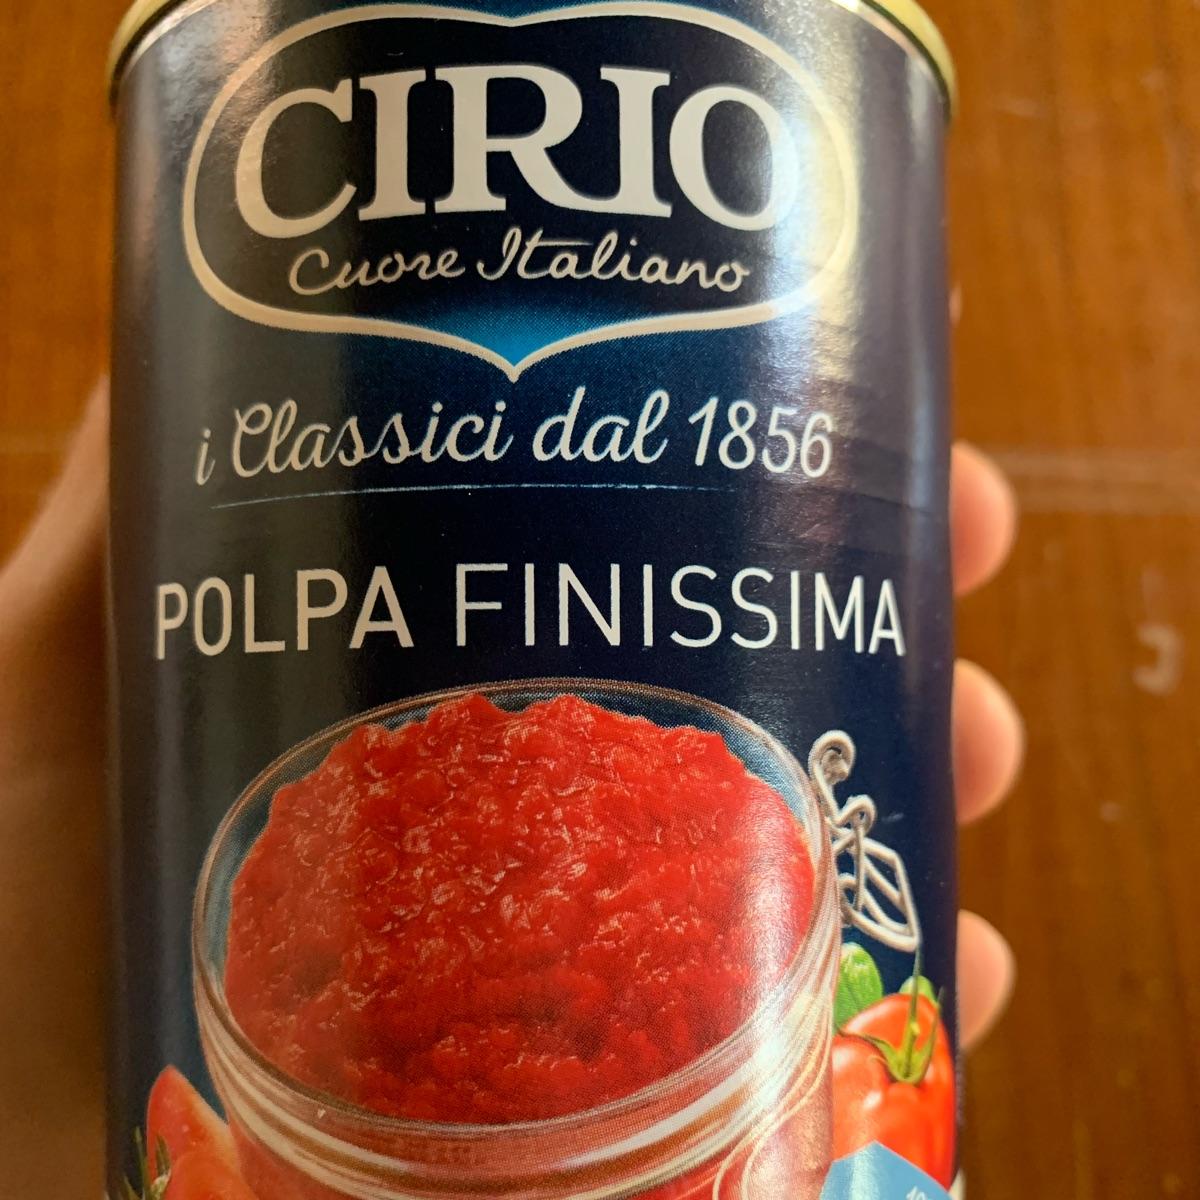 CIRIO
Cuore Italiano
i Classici dal 1856
POLPA FINISSIMA